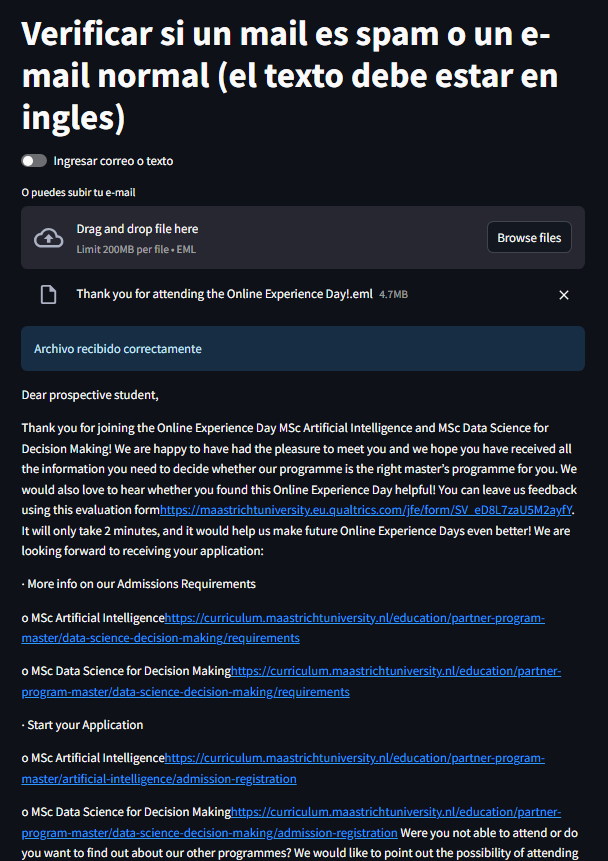 Verificar si un mail es spam o un e-
mail normal (el texto debe estar en
ingles)
Ingresar correo o texto
O puedes subir tu e-mail
Drag and drop file here
Limit 200MB per file • EML
Browse files
Thank you for attending the Online Experience Day!.eml 4.7MB
Archivo recibido correctamente
Dear prospective student,
Thank you for joining the Online Experience Day MSc Artificial Intelligence and MSc Data Science for
Decision Making! We are happy to have had the pleasure to meet you and we hope you have received all
the information you need to decide whether our programme is the right master’s programme for you. We
would also love to hear whether you found this Online Experience Day helpful! You can leave us feedback
using this evaluation formhttps://maastrichtuniversity.eu.qualtrics.com/jfe/form/SV_eD8L7zaU5M2ayfY.
It will only take 2 minutes, and it would help us make future Online Experience Days even better! We are
looking forward to receiving your application:
· More info on our Admissions Requirements
o MSc Artificial Intelligencehttps://curriculum.maastrichtuniversity.nl/education/partner-program-
master/data-science-decision-making/requirements
o MSc Data Science for Decision Makinghttps://curriculum.maastrichtuniversity.nl/education/partner-
program-master/data-science-decision-making/requirements
· Start your Application
o MSc Artificial Intelligencehttps://curriculum.maastrichtuniversity.nl/education/partner-program-
master/artificial-intelligence/admission-registration
o MSc Data Science for Decision Makinghttps://curriculum.maastrichtuniversity.nl/education/partner-
program-master/data-science-decision-making/admission-registration Were you not able to attend or do
you want to find out about our other programmes? We would like to point out the possibility of attending